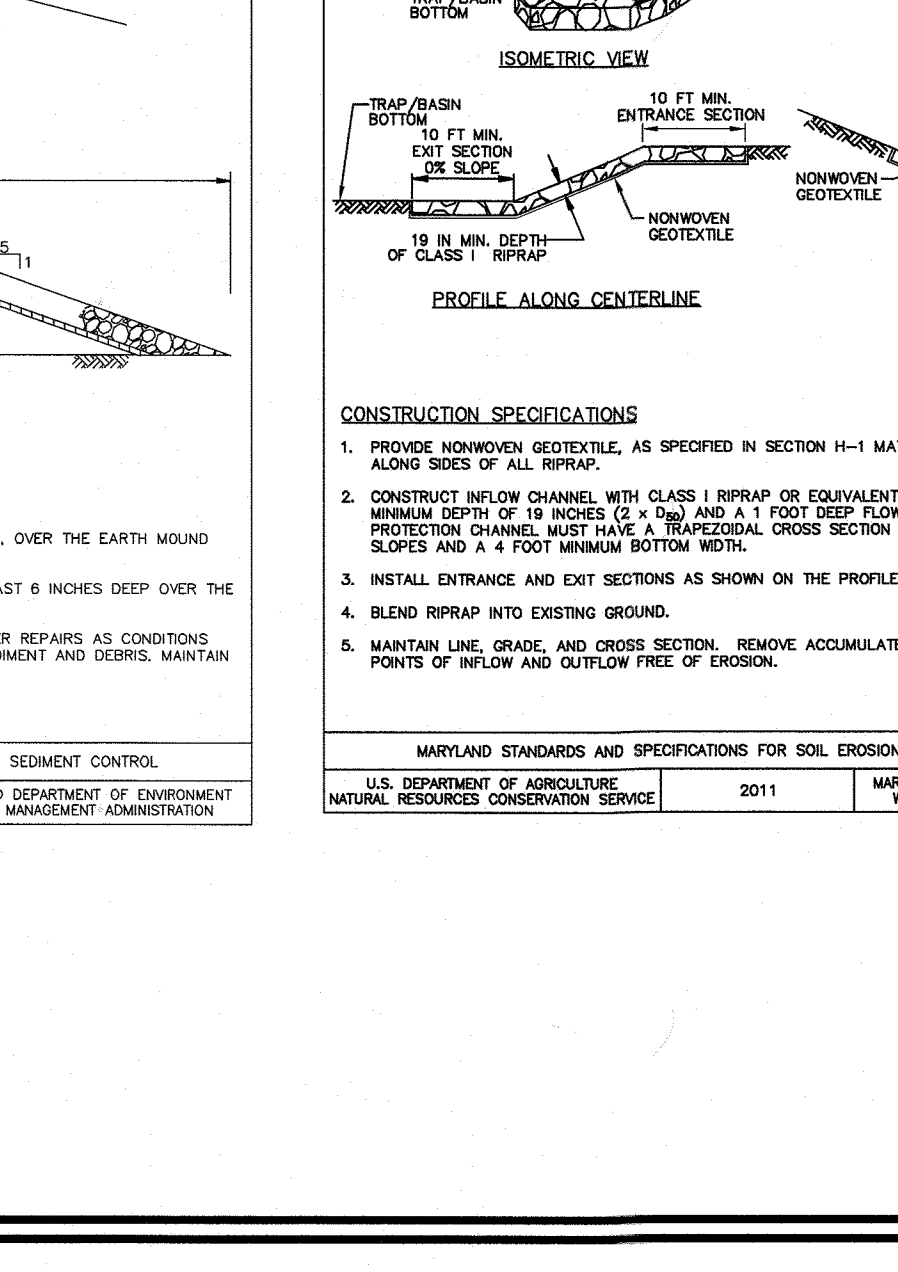 TRAP/BASIN
BOTTOM
ISOMETRIC VIEW
TRAP/BASIN
BOTTOM
10 FT MIN.
EXIT SECTION
0% SLOPE
10 FT MIN.
ENTRANCE SECTION
NONWOVEN
GEOTEXTILE
NONWOVEN
GEOTEXTILE
19 IN MIN. DEPTH
OF CLASS I RIPRAP
PROFILE ALONG CENTERLINE
5
1
CONSTRUCTION SPECIFICATIONS
1. PROVIDE NONWOVEN GEOTEXTILE, AS SPECIFIED IN SECTION H-1 MA
ALONG SIDES OF ALL RIPRAP.
2. CONSTRUCT INFLOW CHANNEL WITH CLASS I RIPRAP OR EQUIVALENT
MINIMUM DEPTH OF 19 INCHES (2 x D50) AND A 1 FOOT DEEP FLOW
PROTECTION CHANNEL MUST HAVE A TRAPEZOIDAL CROSS SECTION
SLOPES AND A 4 FOOT MINIMUM BOTTOM WIDTH.
3. INSTALL ENTRANCE AND EXIT SECTIONS AS SHOWN ON THE PROFILE
4. BLEND RIPRAP INTO EXISTING GROUND.
5. MAINTAIN LINE, GRADE, AND CROSS SECTION. REMOVE ACCUMULATE
POINTS OF INFLOW AND OUTFLOW FREE OF EROSION.
MARYLAND STANDARDS AND SPECIFICATIONS FOR SOIL EROSION
U.S. DEPARTMENT OF AGRICULTURE
NATURAL RESOURCES CONSERVATION SERVICE
2011
MAR
W
, OVER THE EARTH MOUND
AST 6 INCHES DEEP OVER THE
ER REPAIRS AS CONDITIONS
DIMENT AND DEBRIS. MAINTAIN
SEDIMENT CONTROL
DEPARTMENT OF ENVIRONMENT
MANAGEMENT ADMINISTRATION